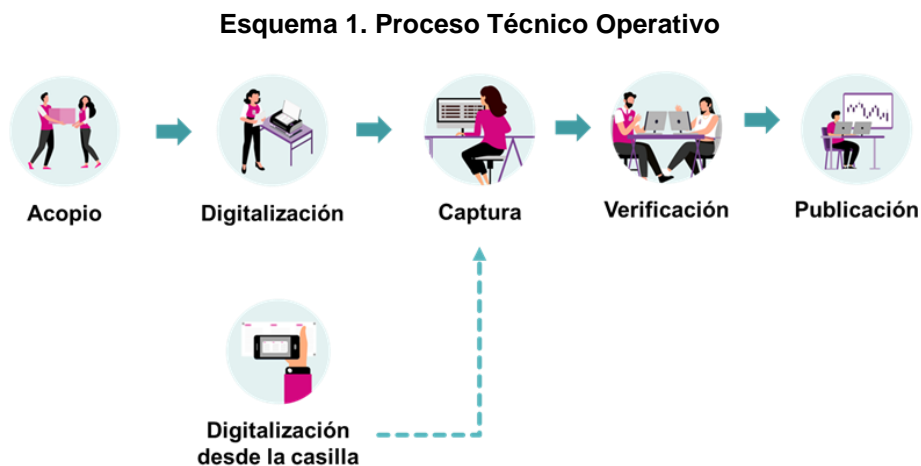 Esquema 1. Proceso Técnico Operativo
Acopio
Digitalización
Captura
Verificación
Publicación
Digitalización
desde la casilla